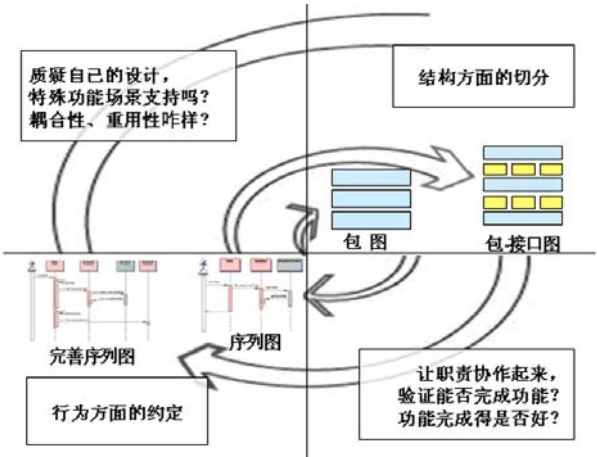 质疑自己的设计，
特殊功能场景支持吗？
耦合性、重用性咋样？
结构方面的切分
包 图
包-接口图
完善序列图
序列图
行为方面的约定
让职责协作起来，
验证能否完成功能？
功能完成得是否好？